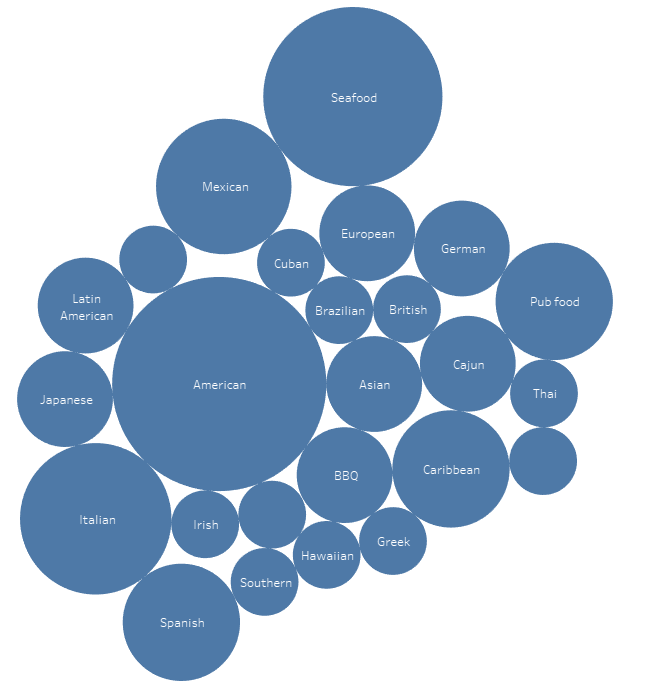 Seafood
Mexican
European
German
Cuban
Latin
American
Pub food
Brazilian
British
Cajun
American
Asian
Thai
Japanese
Caribbean
BBQ
Italian
Irish
Greek
Hawaiian
Southern
Spanish